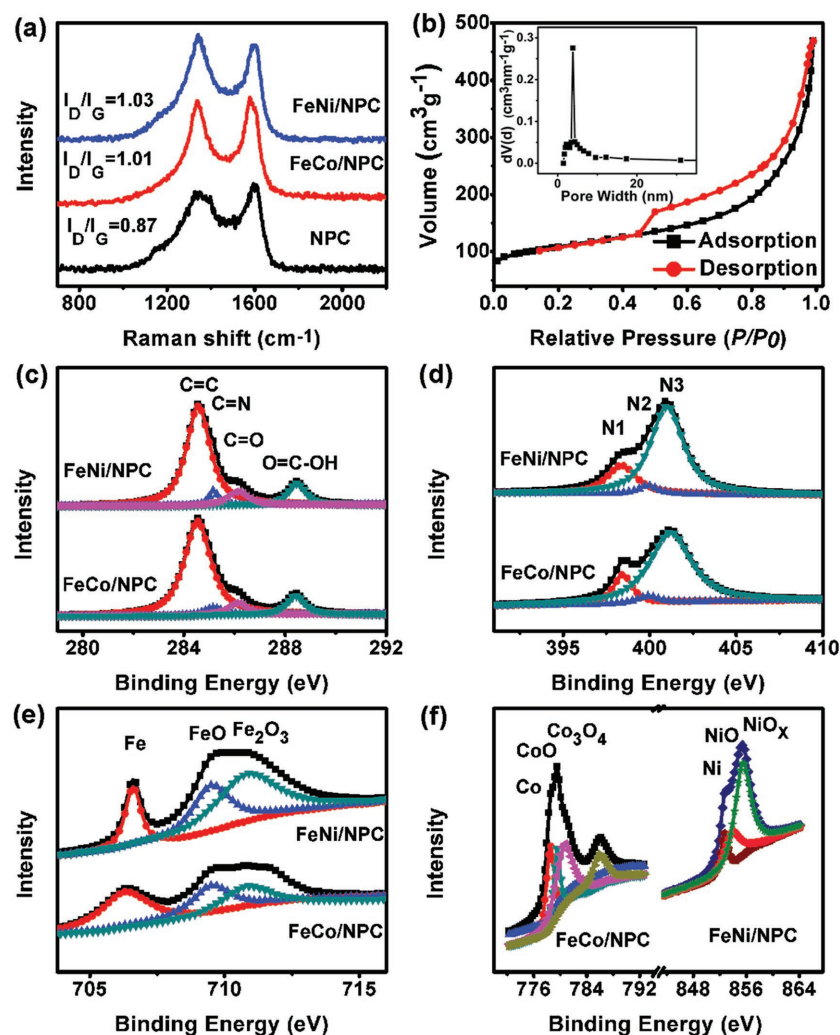 (a)
I_D/I_G=1.03
FeNi/NPC
I_D/I_G=1.01
FeCo/NPC
I_D/I_G=0.87
NPC
Intensity
800 1200 1600 2000
Raman shift (cm-1)
(b)
500
400
300
200
100
Volume (cm³g⁻¹)
0.3
0.2
0.1
0.0
dV(d) (cm3nm-1g-1)
0 10 20 30
Pore Width (nm)
Adsorption
Desorption
0.0 0.2 0.4 0.6 0.8 1.0
Relative Pressure (P/P0)
(c)
C=C
C=N
C=O
O=C-OH
FeNi/NPC
FeCo/NPC
Intensity
280 284 288 292
Binding Energy (eV)
(d)
N3
N2
N1
FeNi/NPC
FeCo/NPC
Intensity
395 400 405 410
Binding Energy (eV)
(e)
Fe
FeO
Fe₂O₃
FeNi/NPC
FeCo/NPC
Intensity
705 710 715
Binding Energy (eV)
(f)
Co₃O₄
CoO
Co
NiOₓ
NiO
Ni
FeCo/NPC
FeNi/NPC
Intensity
776 784 792 848 856 864
Binding Energy (eV)